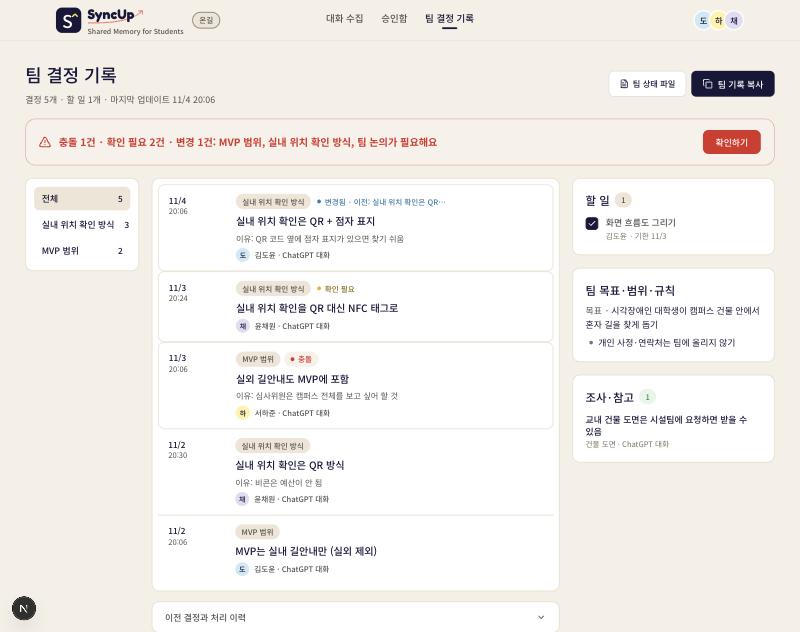 S^
SyncUp
Shared Memory for Students
온길
대화 수집
승인함
팀 결정 기록
도 하 채
팀 결정 기록
결정 5개 · 할 일 1개 · 마지막 업데이트 11/4 20:06
팀 상태 파일
팀 기록 복사
충돌 1건 · 확인 필요 2건 · 변경 1건: MVP 범위, 실내 위치 확인 방식, 팀 논의가 필요해요
확인하기
전체 5
실내 위치 확인 방식 3
MVP 범위 2
11/4
20:06
실내 위치 확인 방식 • 변경됨 · 이전: 실내 위치 확인은 QR…
실내 위치 확인은 QR + 점자 표지
이유: QR 코드 옆에 점자 표지가 있으면 찾기 쉬움
도 김도윤 · ChatGPT 대화
11/3
20:24
실내 위치 확인 방식 • 확인 필요
실내 위치 확인을 QR 대신 NFC 태그로
채 윤채원 · ChatGPT 대화
11/3
20:06
MVP 범위 • 충돌
실외 길안내도 MVP에 포함
이유: 심사위원은 캠퍼스 전체를 보고 싶어 할 것
하 서하준 · ChatGPT 대화
11/2
20:30
실내 위치 확인 방식
실내 위치 확인은 QR 방식
이유: 비콘은 예산이 안 됨
채 윤채원 · ChatGPT 대화
11/2
20:06
MVP 범위
MVP는 실내 길안내만 (실외 제외)
도 김도윤 · ChatGPT 대화
이전 결정과 처리 이력
할 일 1
화면 흐름도 그리기
김도윤 · 기한 11/3
팀 목표·범위·규칙
목표 · 시각장애인 대학생이 캠퍼스 건물 안에서
혼자 길을 찾게 돕기
• 개인 사정·연락처는 팀에 올리지 않기
조사·참고 1
교내 건물 도면은 시설팀에 요청하면 받을 수
있음
건물 도면 · ChatGPT 대화
N